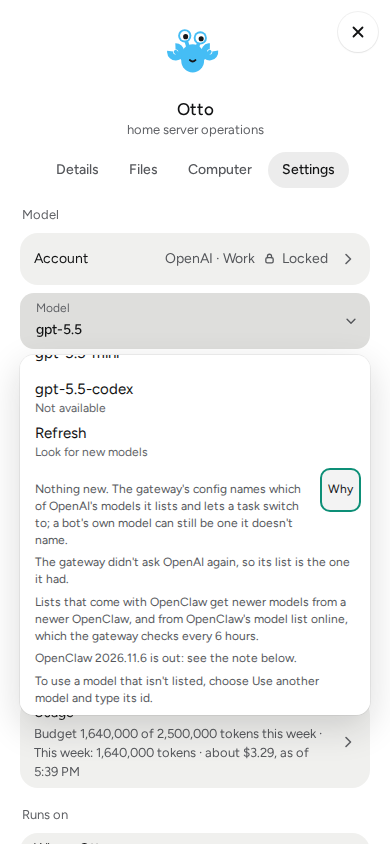 Otto
home server operations
Details Files Computer Settings
Model
Account OpenAI · Work Locked
Model
gpt-5.5
gpt-5.5-mini
gpt-5.5-codex
Not available
Refresh
Look for new models
Nothing new. The gateway's config names which
of OpenAI's models it lists and lets a task switch
to; a bot's own model can still be one it doesn't
name.
Why
The gateway didn't ask OpenAI again, so its list is the one
it had.
Lists that come with OpenClaw get newer models from a
newer OpenClaw, and from OpenClaw's model list online,
which the gateway checks every 6 hours.
OpenClaw 2026.11.6 is out: see the note below.
To use a model that isn't listed, choose Use another
model and type its id.
Usage
Budget 1,640,000 of 2,500,000 tokens this week ·
This week: 1,640,000 tokens · about $3.29, as of
5:39 PM
Runs on